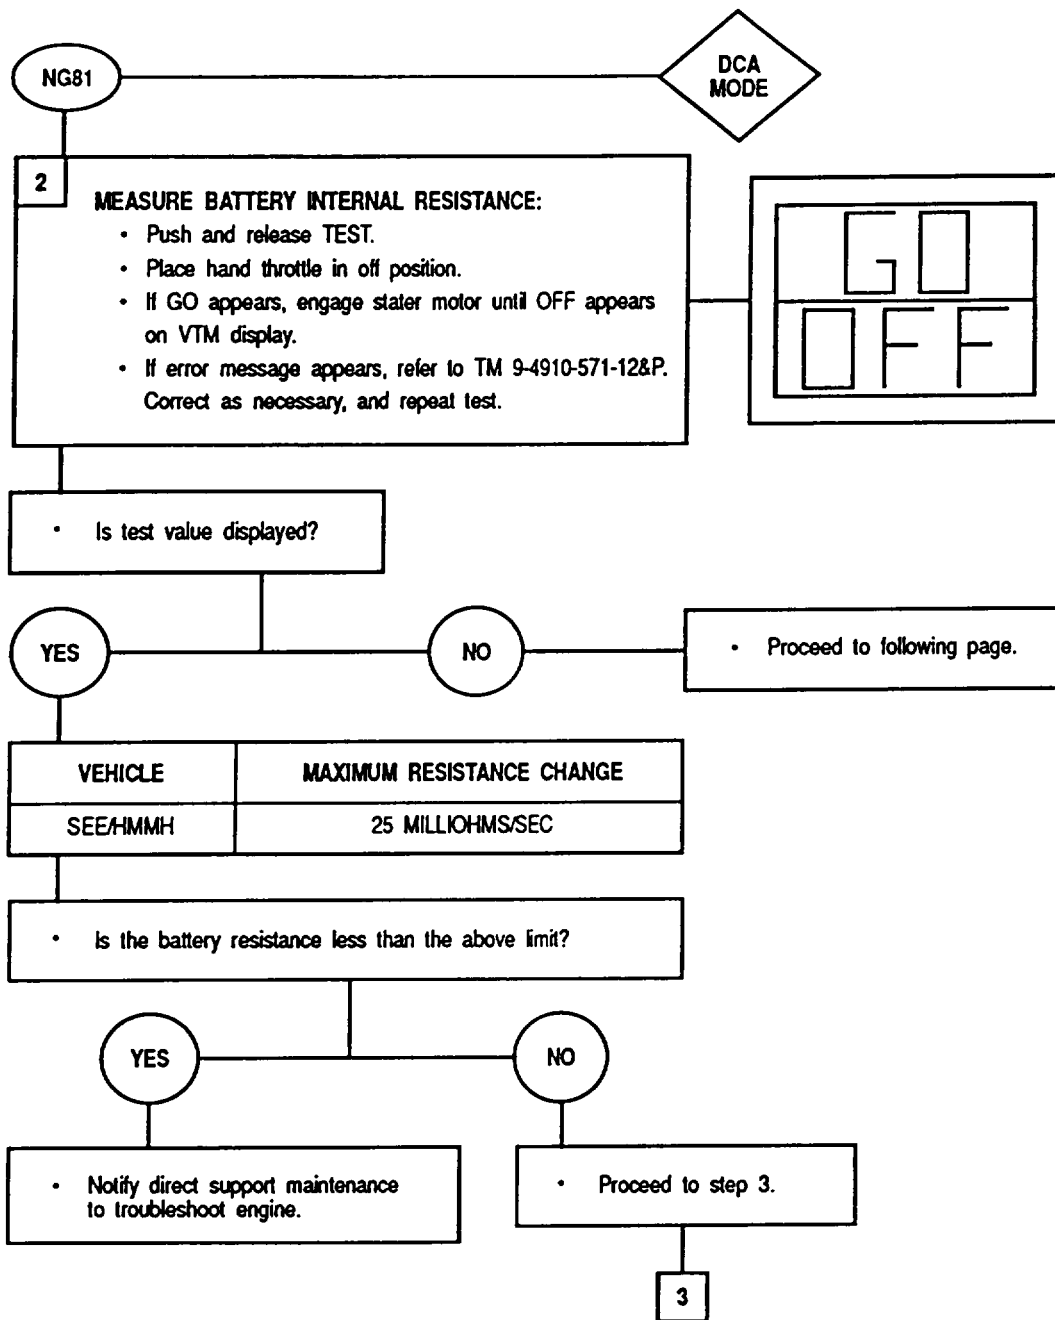 NG81
DCA
MODE
2
MEASURE BATTERY INTERNAL RESISTANCE:
• Push and release TEST.
• Place hand throttle in off position.
• If GO appears, engage stater motor until OFF appears
on VTM display.
• If error message appears, refer to TM 9-4910-571-12&P.
Correct as necessary, and repeat test.
GO
OFF
• Is test value displayed?
YES
NO
• Proceed to following page.
VEHICLE
MAXIMUM RESISTANCE CHANGE
SEE/HMMH
25 MILLIOHMS/SEC
• Is the battery resistance less than the above limit?
YES
NO
• Notify direct support maintenance
to troubleshoot engine.
• Proceed to step 3.
3